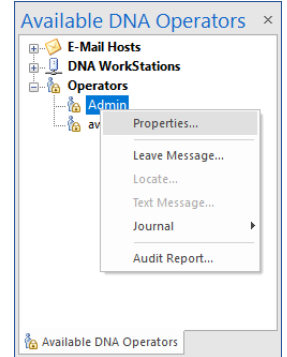 Available DNA Operators ×
E-Mail Hosts
DNA WorkStations
Operators
Admin
av
Properties...
Leave Message...
Locate...
Text Message...
Journal
Audit Report...
Available DNA Operators